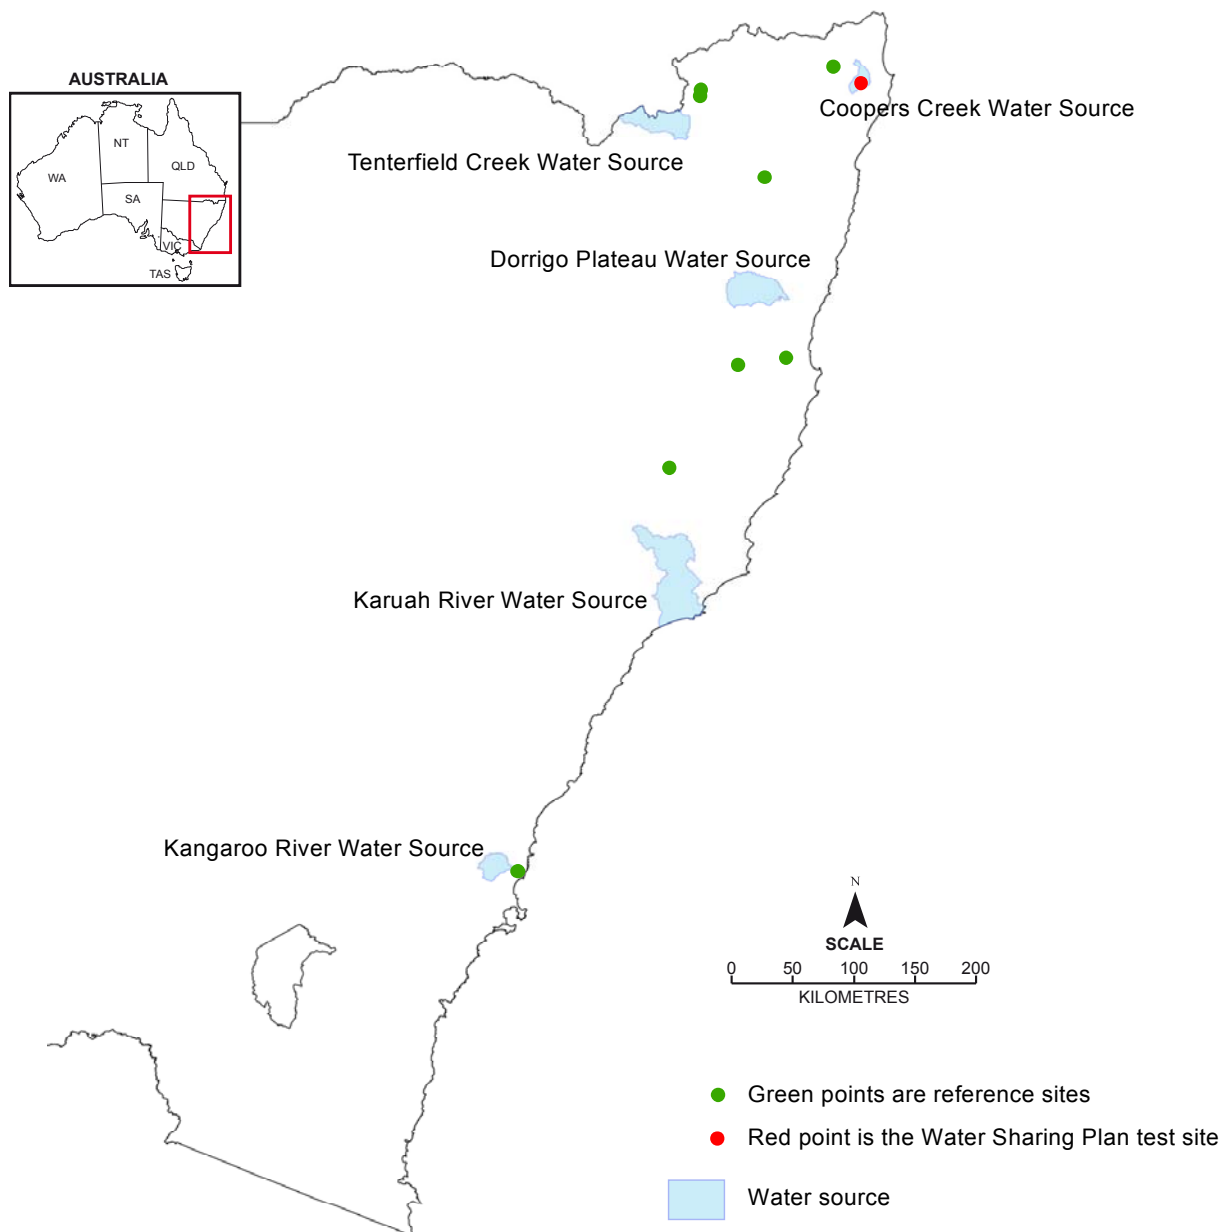 AUSTRALIA
NT
QLD
WA
SA
VIC
TAS
Coopers Creek Water Source
Tenterfield Creek Water Source
Dorrigo Plateau Water Source
Karuah River Water Source
Kangaroo River Water Source
N
SCALE
0 50 100 150 200
KILOMETRES
Green points are reference sites
Red point is the Water Sharing Plan test site
Water source